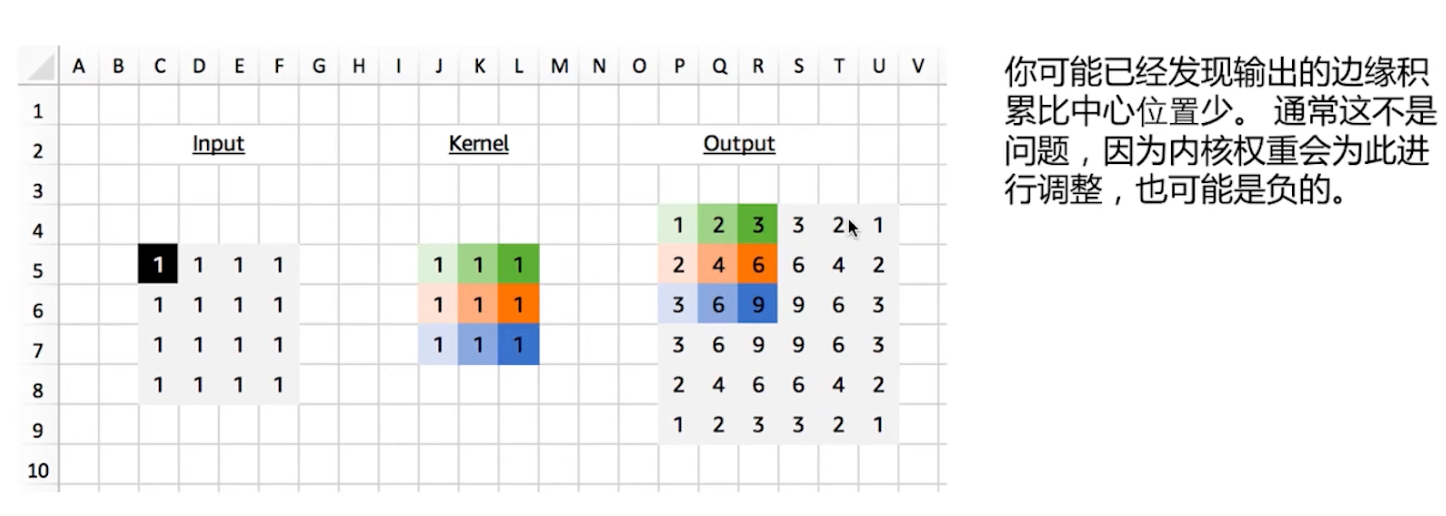 A B C D E F G H I J K L M N O P Q R S T U V
1
2 Input Kernel Output
3
4 1 2 3 3 2 1
5 1 1 1 1 1 1 1 2 4 6 6 4 2
6 1 1 1 1 1 1 1 3 6 9 9 6 3
7 1 1 1 1 1 1 1 3 6 9 9 6 3
8 1 1 1 1 2 4 6 6 4 2
9 1 2 3 3 2 1
10
你可能已经发现输出的边缘积
累比中心位置少。 通常这不是
问题，因为内核权重会为此进
行调整，也可能是负的。